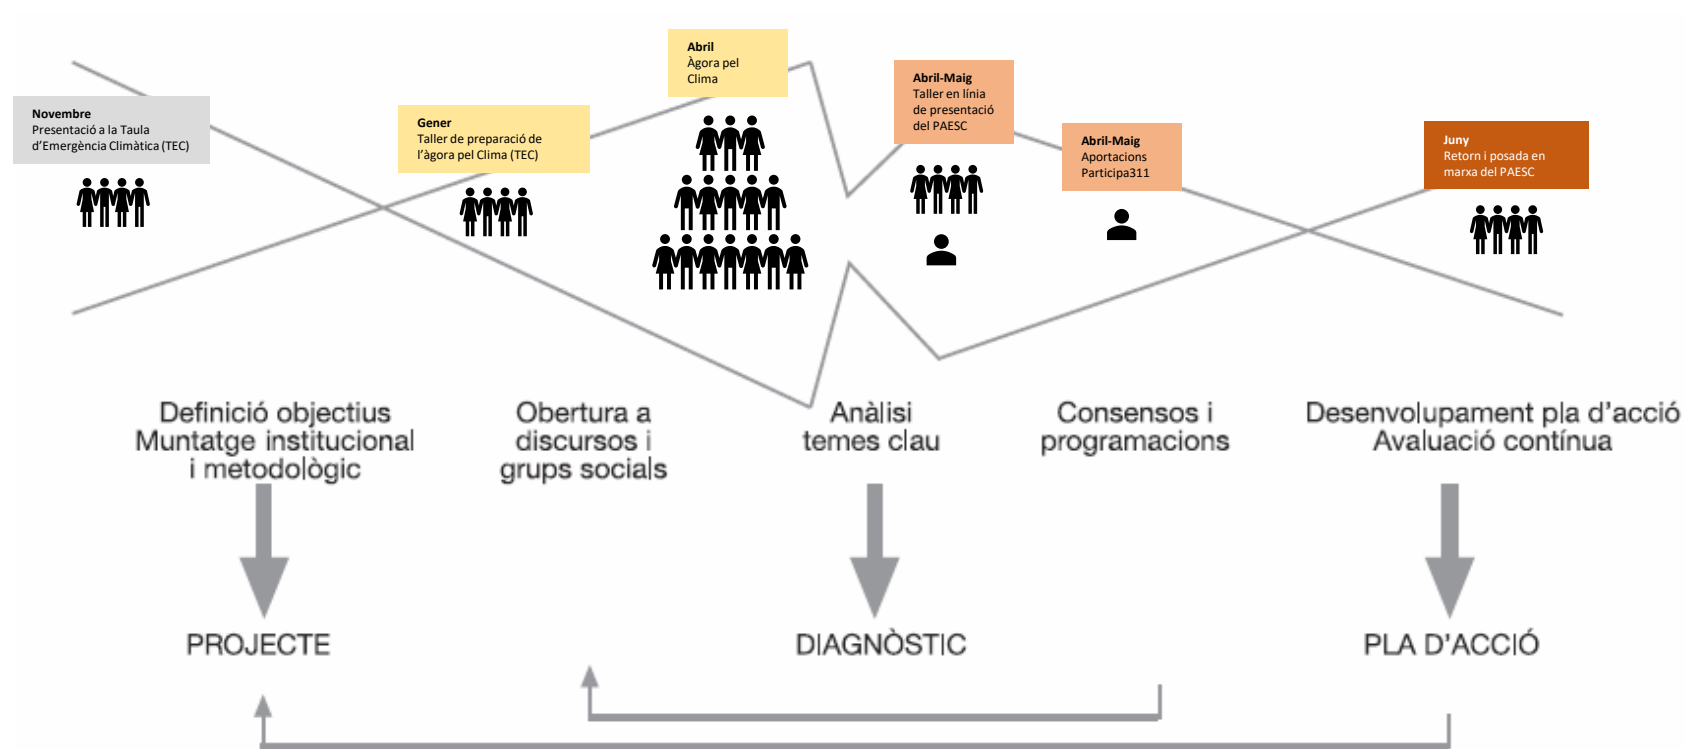 Novembre
Presentació a la Taula
d'Emergència Climàtica (TEC)
Gener
Taller de preparació de
l'àgora pel Clima (TEC)
Abril
Àgora pel
Clima
Abril-Maig
Taller en línia
de presentació
del PAESC
Abril-Maig
Aportacions
Participa311
Juny
Retorn i posada en
marxa del PAESC
Definició objectius
Muntatge institucional
i metodològic
Obertura a
discursos i
grups socials
Anàlisi
temes clau
Consensos i
programacions
Desenvolupament pla d'acció
Avaluació contínua
PROJECTE
DIAGNÒSTIC
PLA D'ACCIÓ